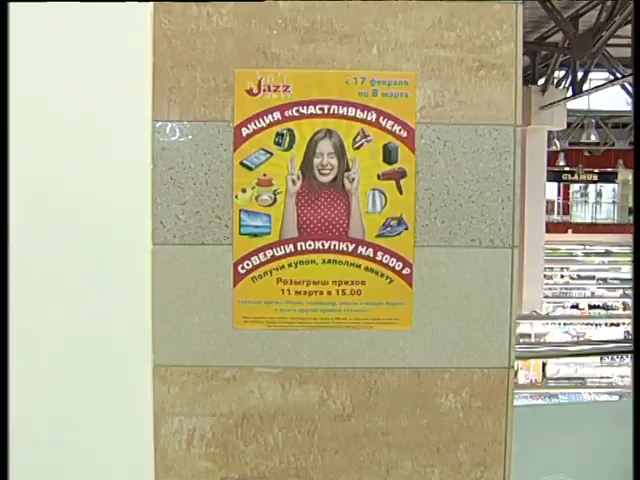 Jazz
с 17 февраля
по 8 марта
АКЦИЯ «СЧАСТЛИВЫЙ ЧЕК»
СОВЕРШИ ПОКУПКУ НА 5000 ₽
Получи купон, заполни анкету
Розыгрыш призов
11 марта в 15.00
GLAMUR